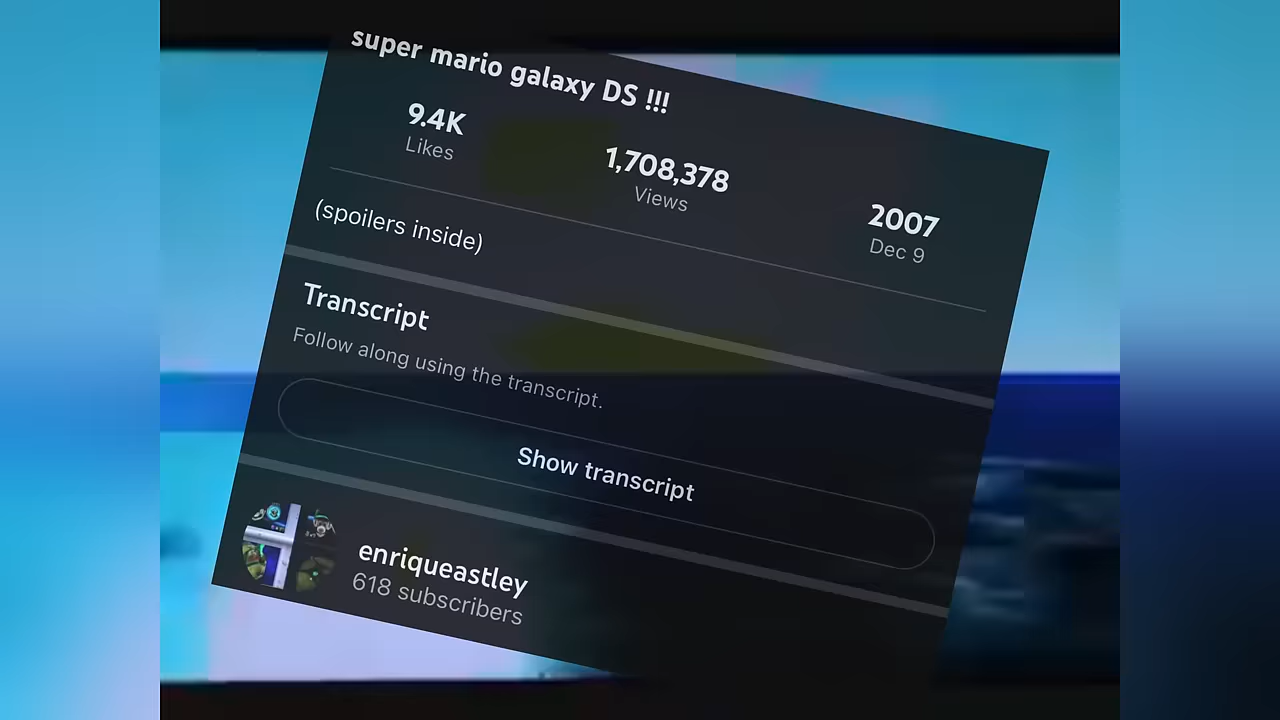 super mario galaxy DS !!!
9.4K
Likes
1,708,378
Views
2007
Dec 9
(spoilers inside)
Transcript
Follow along using the transcript.
Show transcript
enriqueastley
618 subscribers